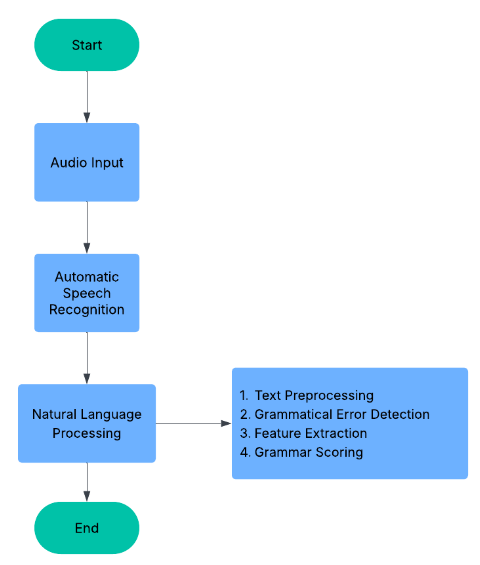 Start
Audio Input
Automatic
Speech
Recognition
Natural Language
Processing
1. Text Preprocessing
2. Grammatical Error Detection
3. Feature Extraction
4. Grammar Scoring
End